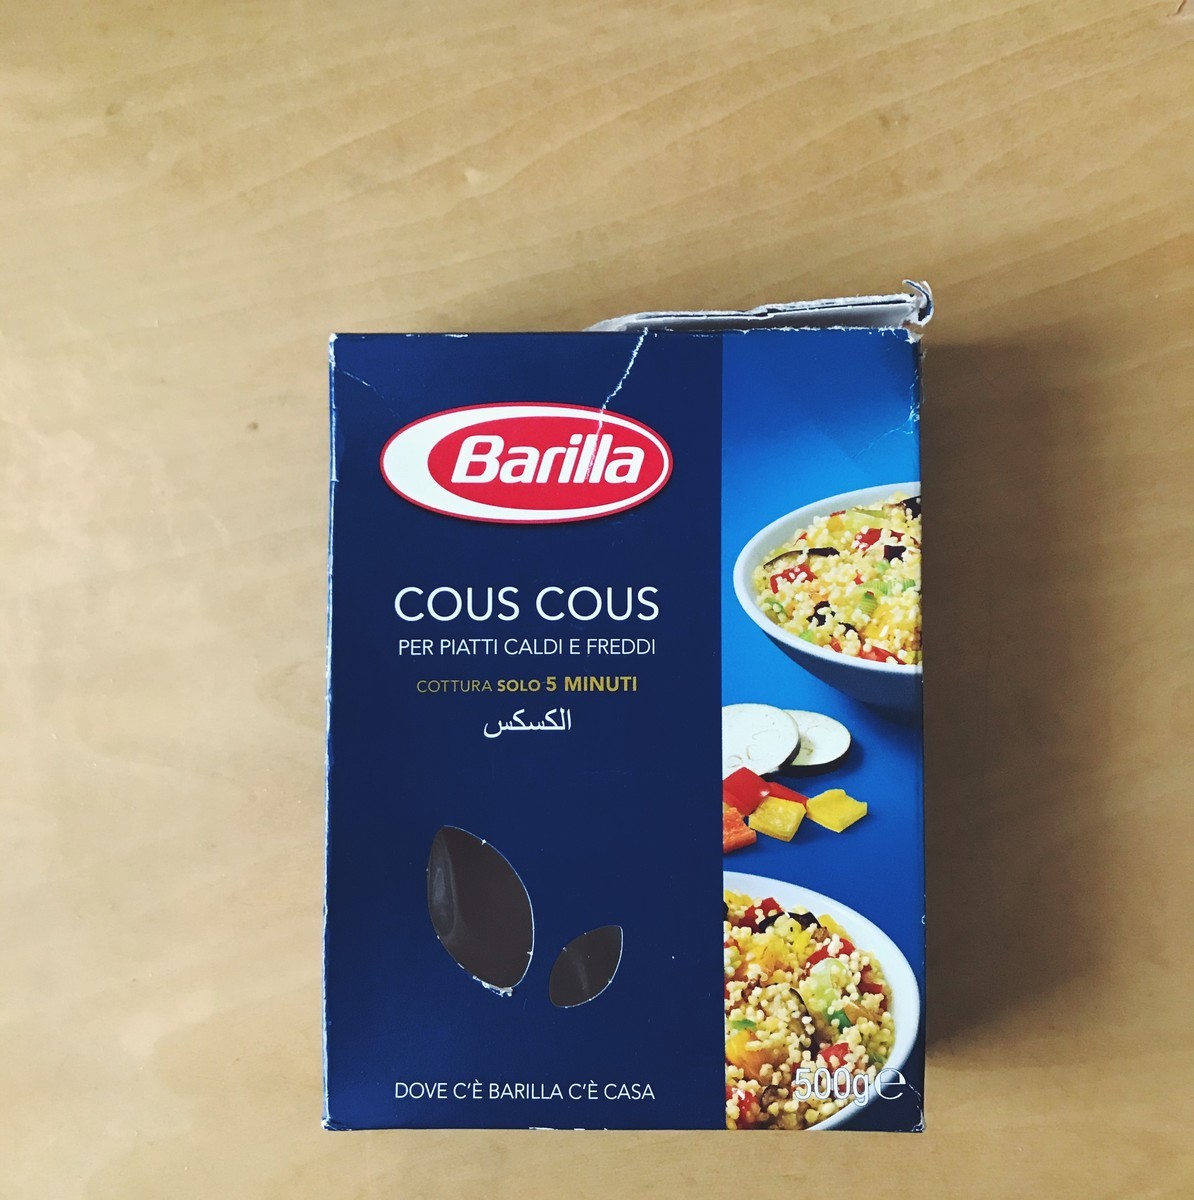 Barilla
COUS COUS
PER PIATTI CALDI E FREDDI
COTTURA SOLO 5 MINUTI
الكسكس
DOVE C'È BARILLA C'È CASA
500g℮